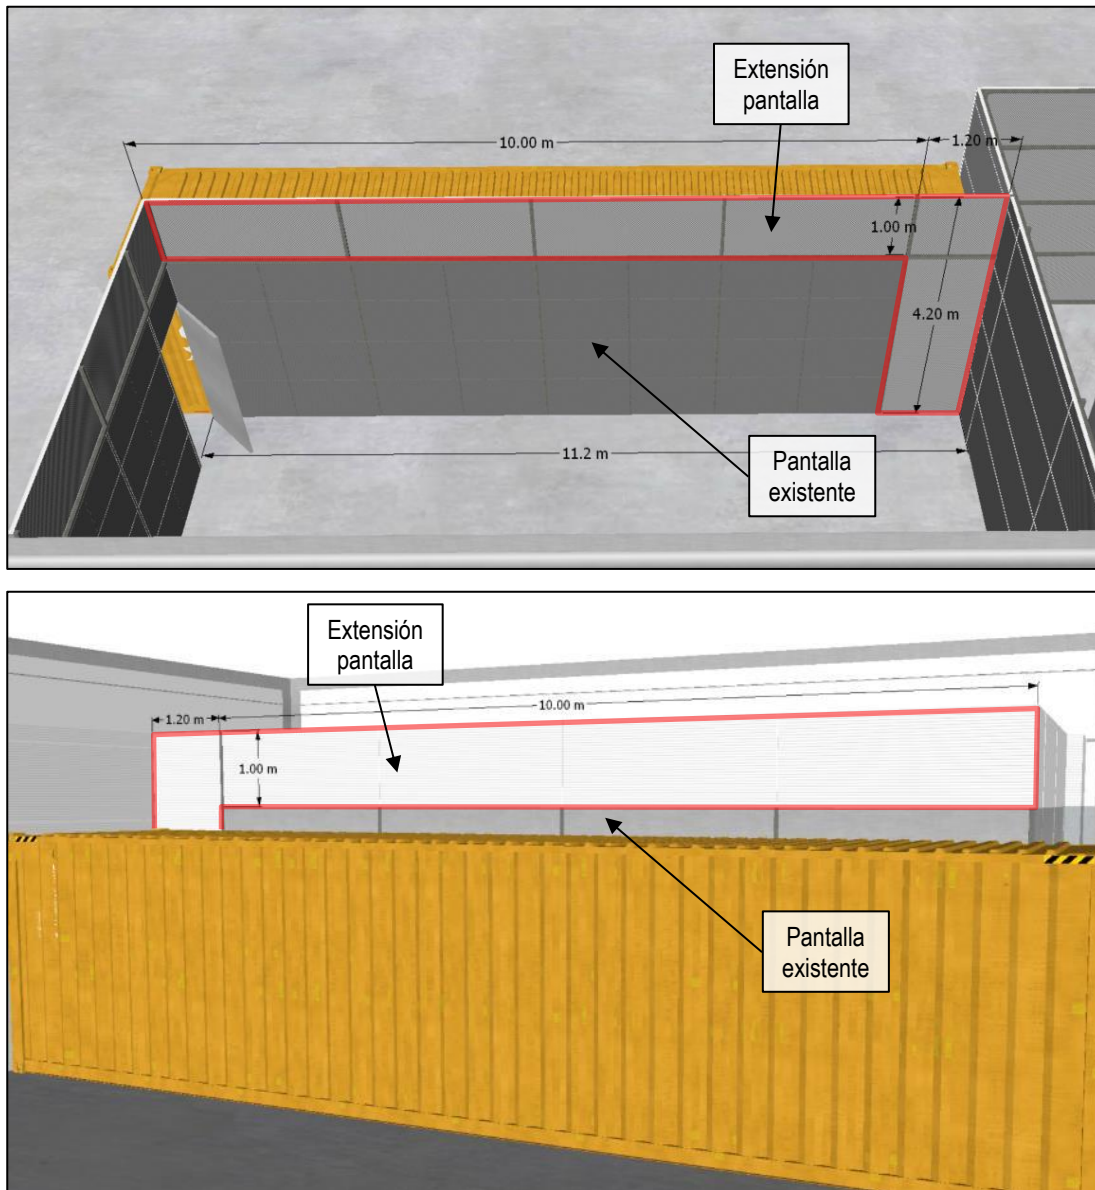 Extensión
pantalla
10.00 m
1.20 m
1.00 m
4.20 m
11.2 m
Pantalla
existente
Extensión
pantalla
1.20 m
10.00 m
1.00 m
Pantalla
existente